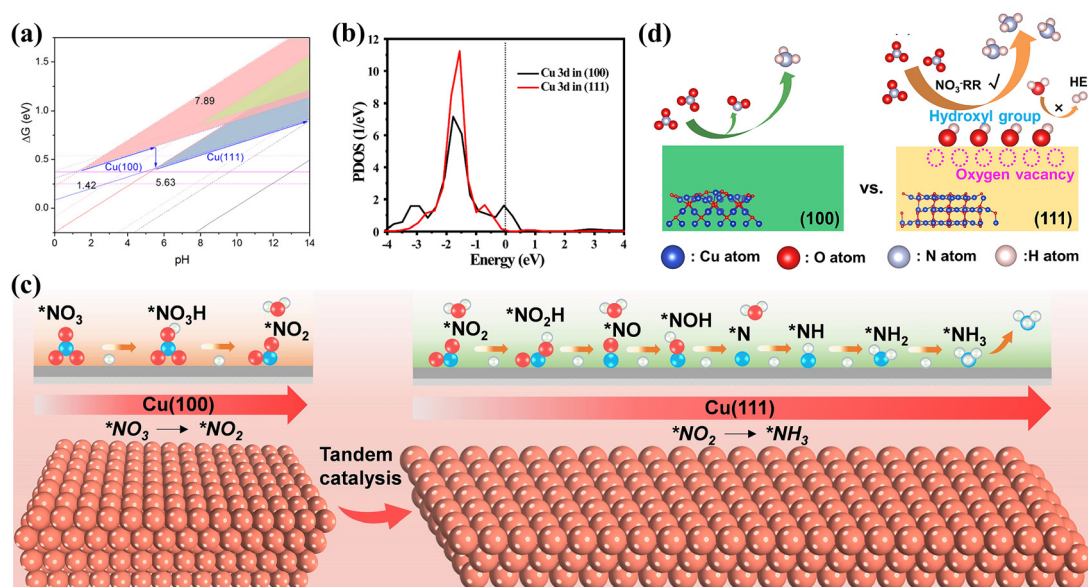 (a)
ΔG (eV)
1.5
1.0
0.5
0.0
7.89
Cu(100)
Cu(111)
1.42
5.63
0 2 4 6 8 10 12 14
pH
(b)
PDOS (1/eV)
12
10
8
6
4
2
0
Cu 3d in (100)
Cu 3d in (111)
-4 -3 -2 -1 0 1 2 3 4
Energy (eV)
(d)
NO₃⁻RR √
HE
×
Hydroxyl group
Oxygen vacancy
(100)
vs.
(111)
: Cu atom : O atom : N atom :H atom
(c)
*NO₃
*NO₃H
*NO₂
*NO₂
*NO₂H
*NO
*NOH
*N
*NH
*NH₂
*NH₃
Cu(100)
*NO₃ → *NO₂
Cu(111)
*NO₂ → *NH₃
Tandem
catalysis